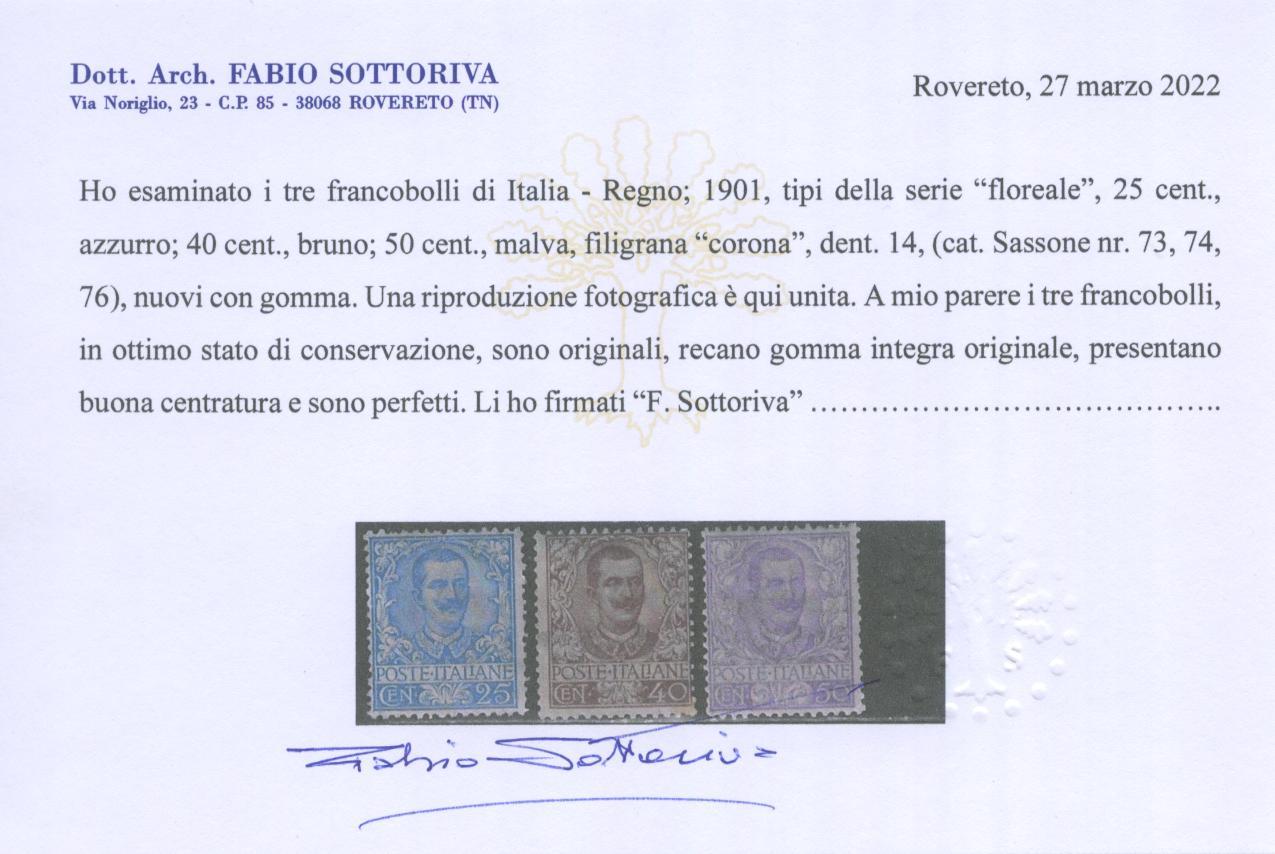 Dott. Arch. FABIO SOTTORIVA
Via Noriglio, 23 - C.P. 85 - 38068 ROVERETO (TN)
Rovereto, 27 marzo 2022
Ho esaminato i tre francobolli di Italia - Regno; 1901, tipi della serie “floreale”, 25 cent.,
azzurro; 40 cent., bruno; 50 cent., malva, filigrana “corona”, dent. 14, (cat. Sassone nr. 73, 74,
76), nuovi con gomma. Una riproduzione fotografica è qui unita. A mio parere i tre francobolli,
in ottimo stato di conservazione, sono originali, recano gomma integra originale, presentano
buona centratura e sono perfetti. Li ho firmati “F. Sottoriva” ……………………………………..
POSTE·ITALIANE
CEN· 25
POSTE·ITALIANE
CEN· 40
POSTE·ITALIANE
CEN· 50
S
Fabio Sottoriva